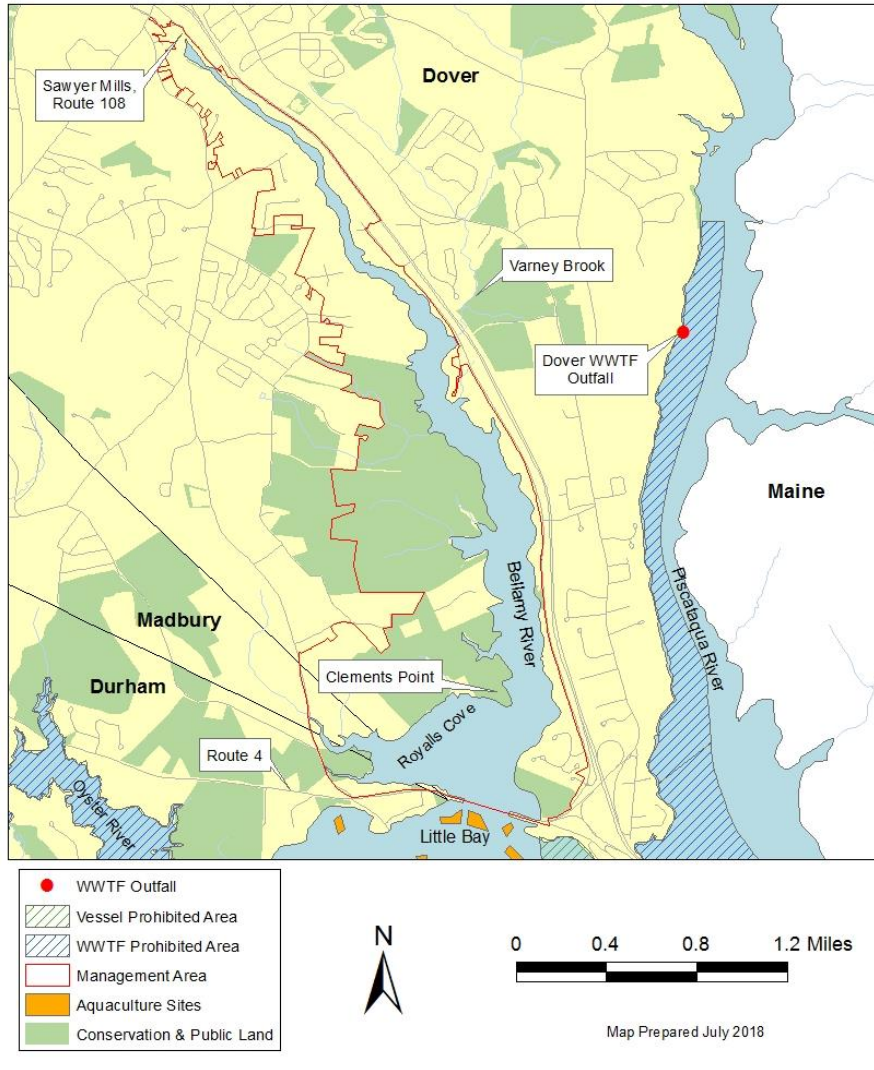 Sawyer Mills,
Route 108
Dover
Varney Brook
Dover WWTF
Outfall
Maine
Bellamy River
Piscataqua River
Madbury
Clements Point
Durham
Royalls Cove
Route 4
Oyster River
Little Bay
WWTF Outfall
Vessel Prohibited Area
WWTF Prohibited Area
Management Area
Aquaculture Sites
Conservation & Public Land
N
0 0.4 0.8 1.2 Miles
Map Prepared July 2018